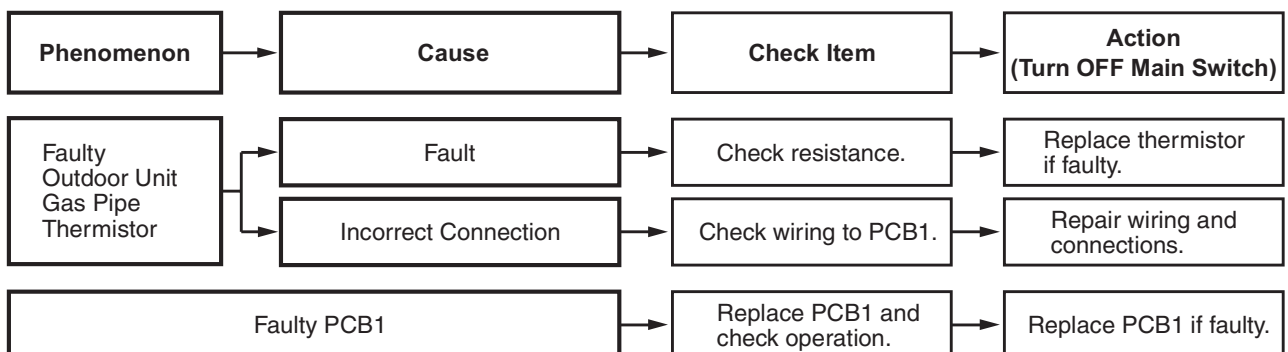 Phenomenon
Cause
Check Item
Action
(Turn OFF Main Switch)
Faulty
Outdoor Unit
Gas Pipe
Thermistor
Fault
Check resistance.
Replace thermistor
if faulty.
Incorrect Connection
Check wiring to PCB1.
Repair wiring and
connections.
Faulty PCB1
Replace PCB1 and
check operation.
Replace PCB1 if faulty.